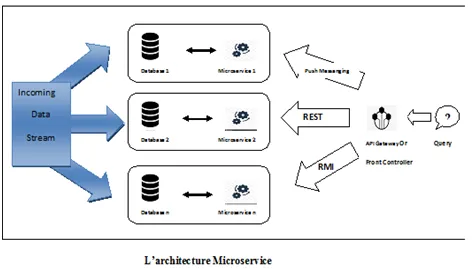 Incoming
Data
Stream
Database 1
Microservice 1
Push Messenging
Database 2
Microservice 2
REST
API Gateway Or
Front Controller
?
Query
Database n
Microservice n
RMI
L'architecture Microservice